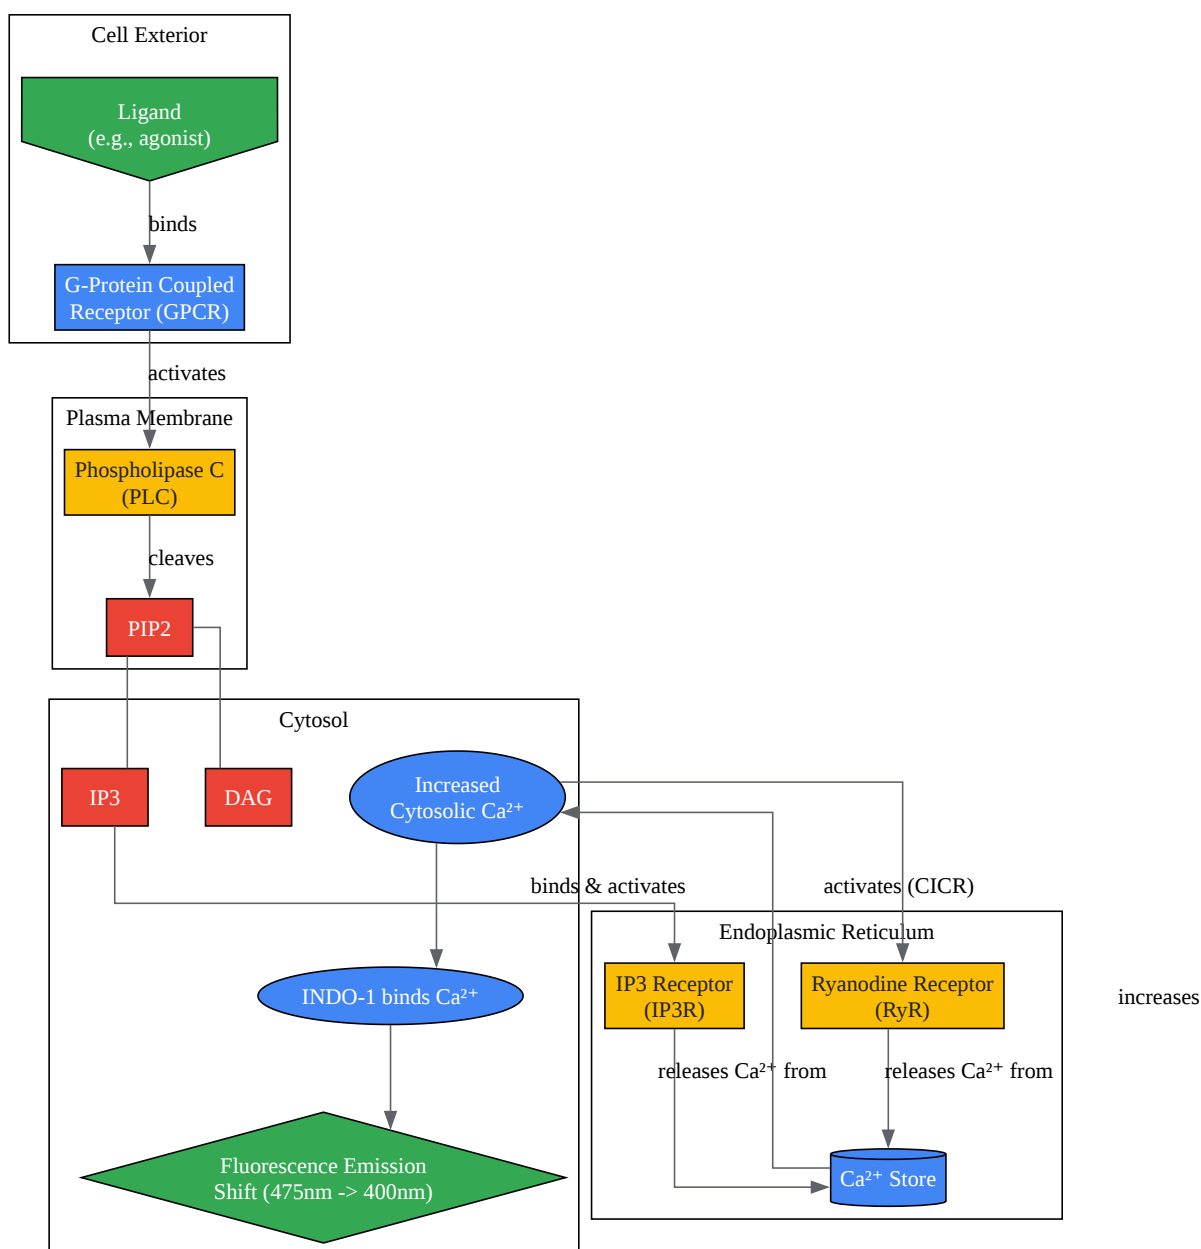 Cell Exterior
Ligand
(e.g., agonist)
binds
G-Protein Coupled
Receptor (GPCR)
activates
Plasma Membrane
Phospholipase C
(PLC)
cleaves
PIP2
Cytosol
IP3
DAG
Increased
Cytosolic Ca²⁺
binds & activates
activates (CICR)
Endoplasmic Reticulum
IP3 Receptor
(IP3R)
Ryanodine Receptor
(RyR)
INDO-1 binds Ca²⁺
increases
releases Ca²⁺ from
releases Ca²⁺ from
Fluorescence Emission
Shift (475nm -> 400nm)
Ca²⁺ Store